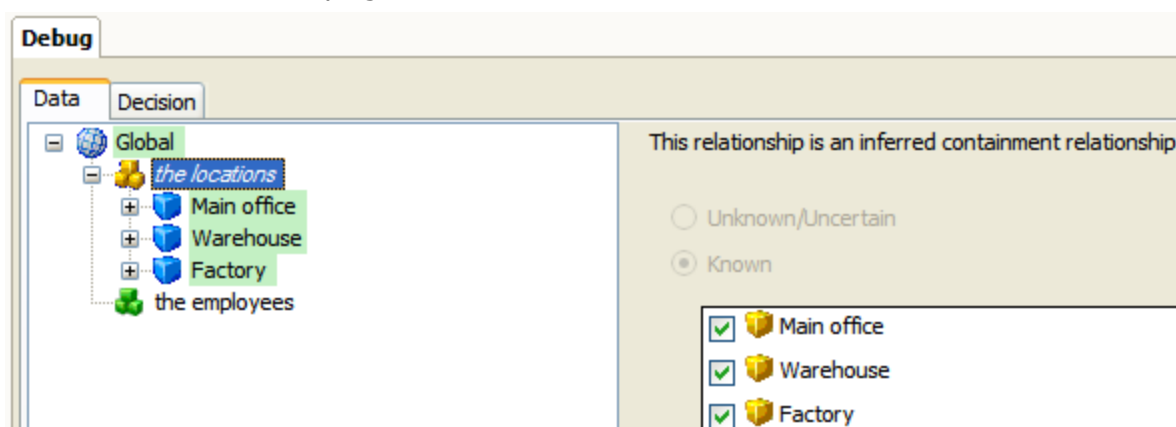 Debug
Data
Decision
Global
the locations
Main office
Warehouse
Factory
the employees
This relationship is an inferred containment relationship
Unknown/Uncertain
Known
Main office
Warehouse
Factory